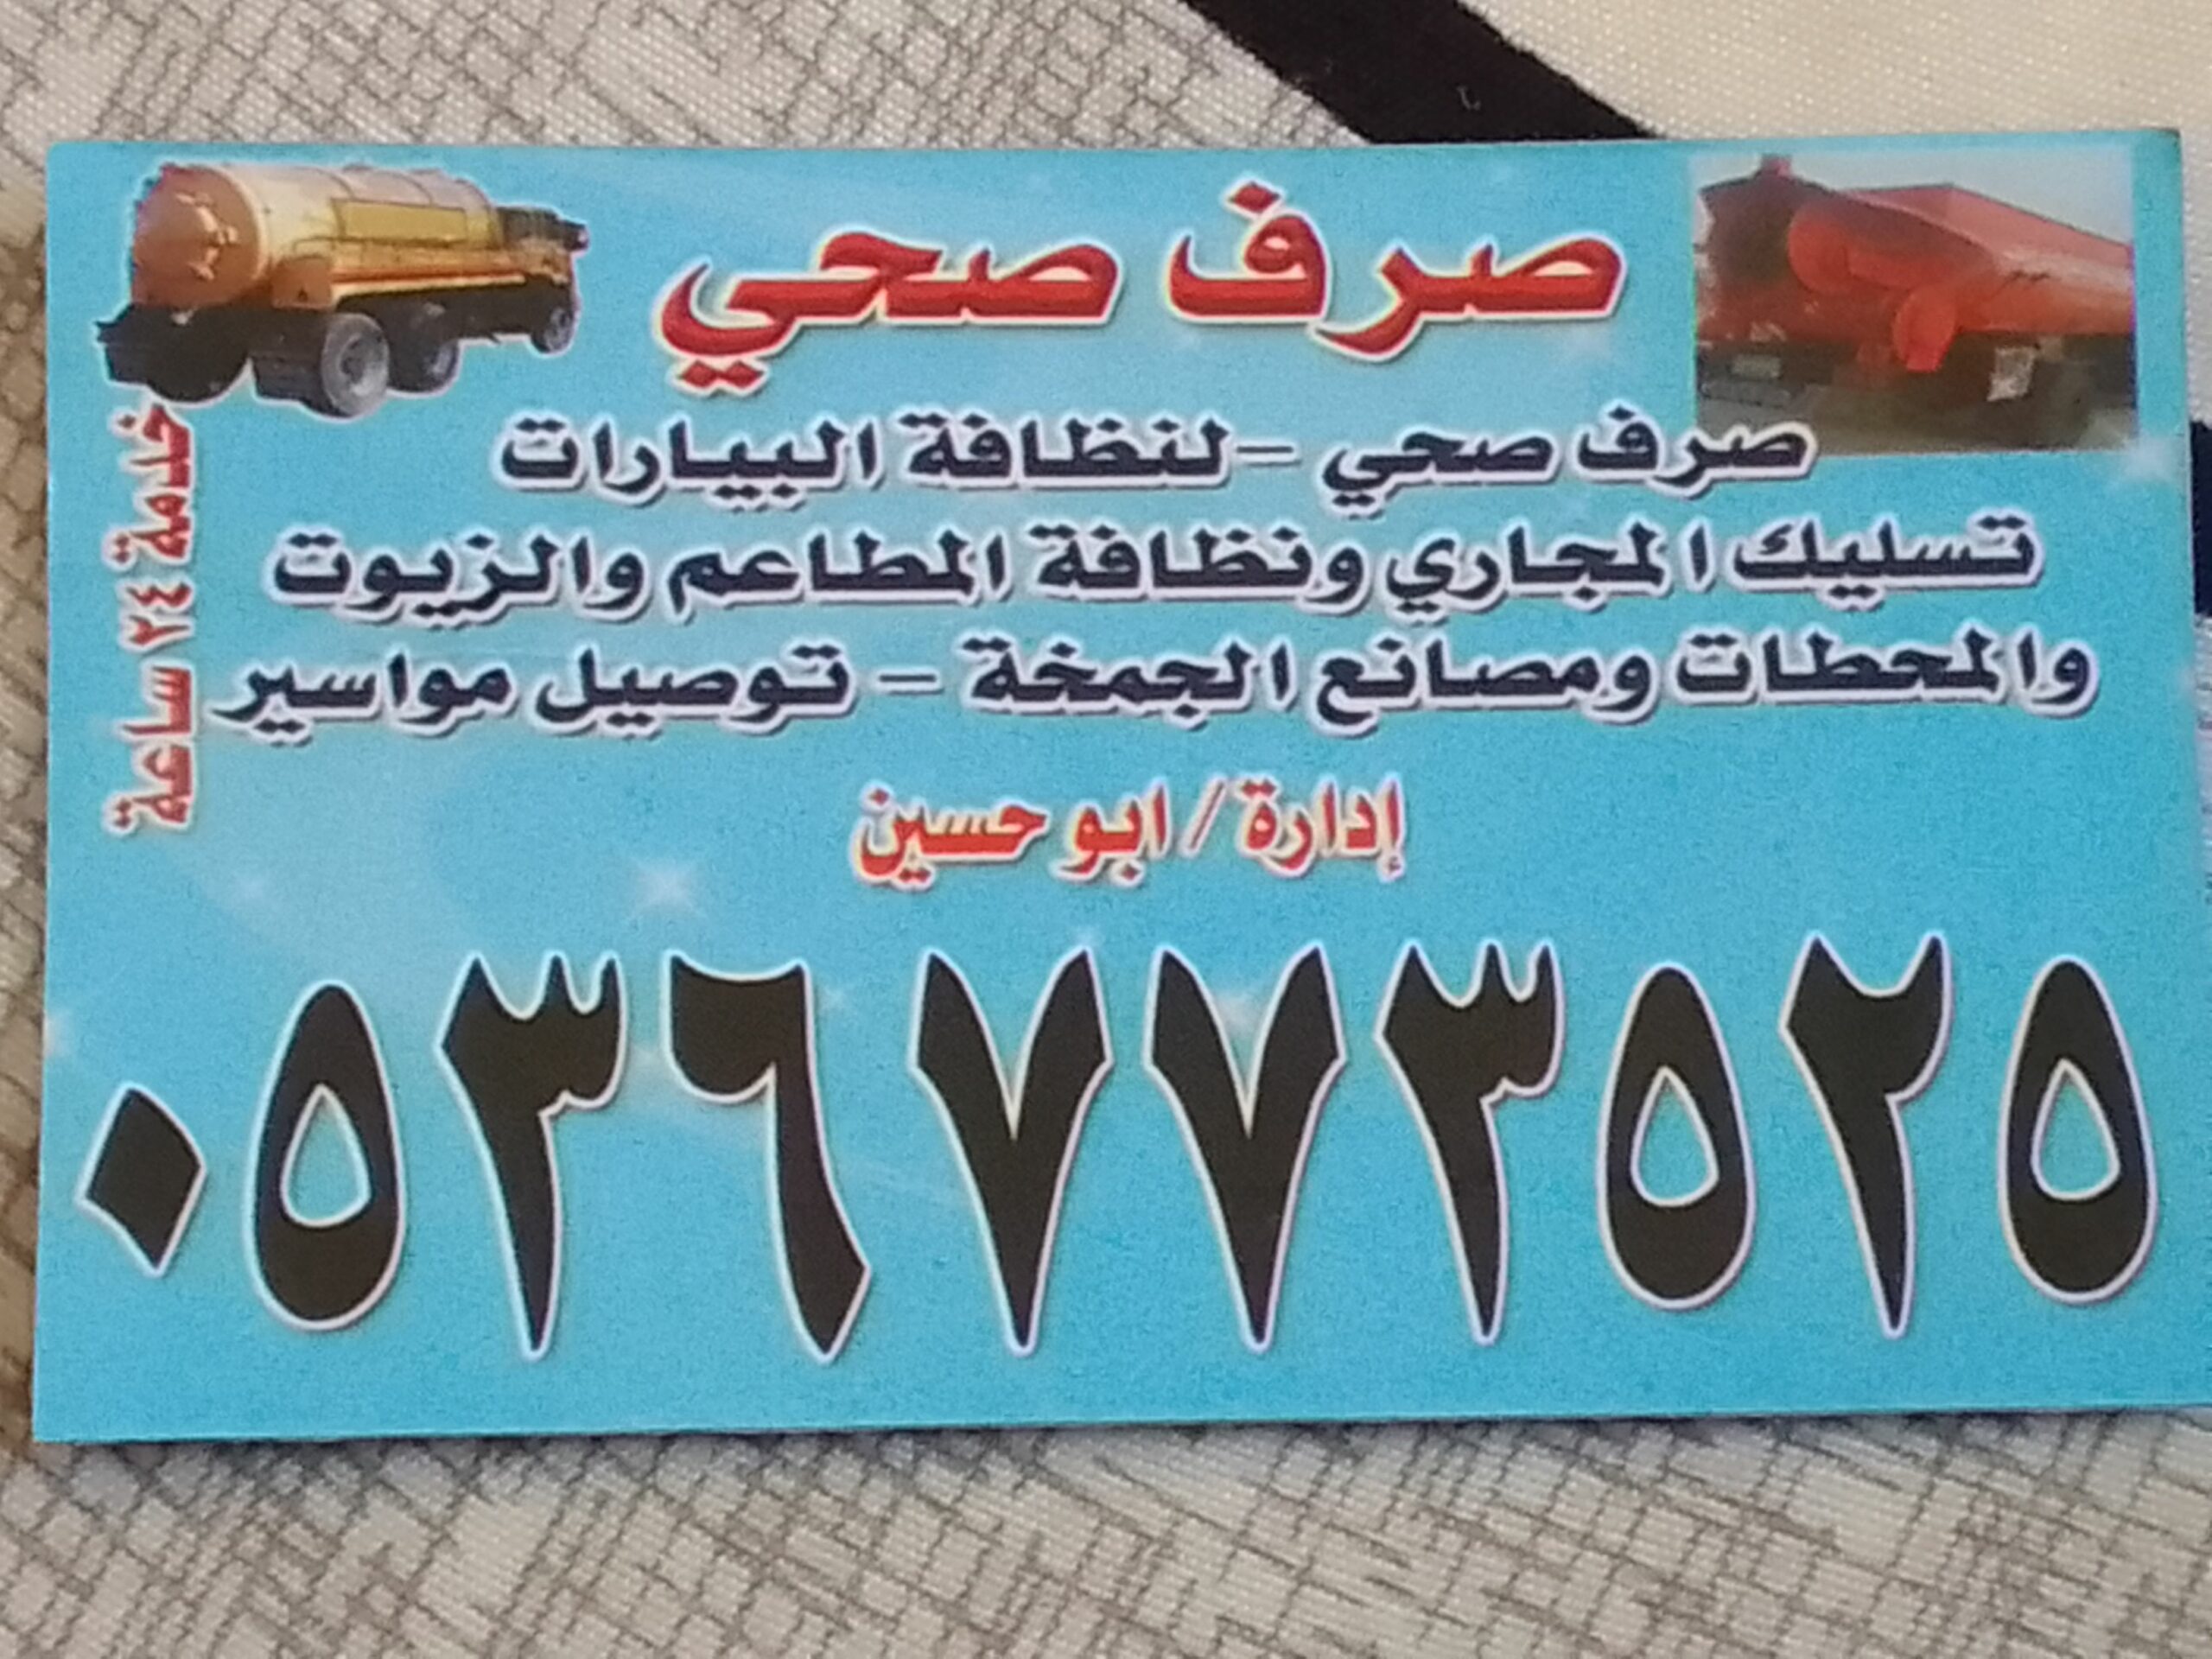 صرف صحي
صرف صحي - لنظافة البيارات
تسليك المجاري ونظافة المطاعم والزيوت
والمحطات ومصانع الجمخة - توصيل مواسير
خدمة ٢٤ ساعة
إدارة / ابو حسين
٠٥٣٦٧٧٣٥٢٥